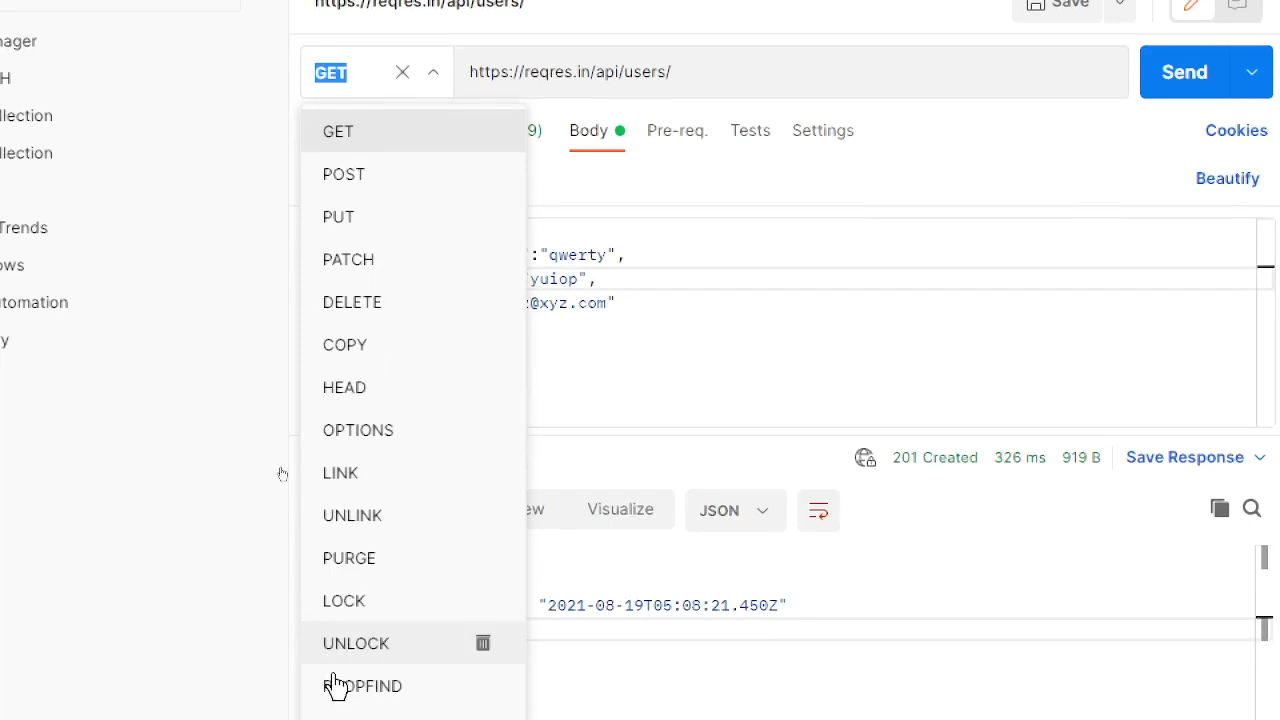 https://reqres.in/api/users/
Save
GET
https://reqres.in/api/users/
Send
nager
H
llection
llection
Trends
ows
utomation
y
GET
POST
PUT
PATCH
DELETE
COPY
HEAD
OPTIONS
LINK
UNLINK
PURGE
LOCK
UNLOCK
9)
Body
Pre-req.
Tests
Settings
Cookies
Beautify
":"qwerty",
"yuiop",
z@xyz.com"
201 Created
326 ms
919 B
Save Response
ew
Visualize
JSON
"2021-08-19T05:08:21.450Z"